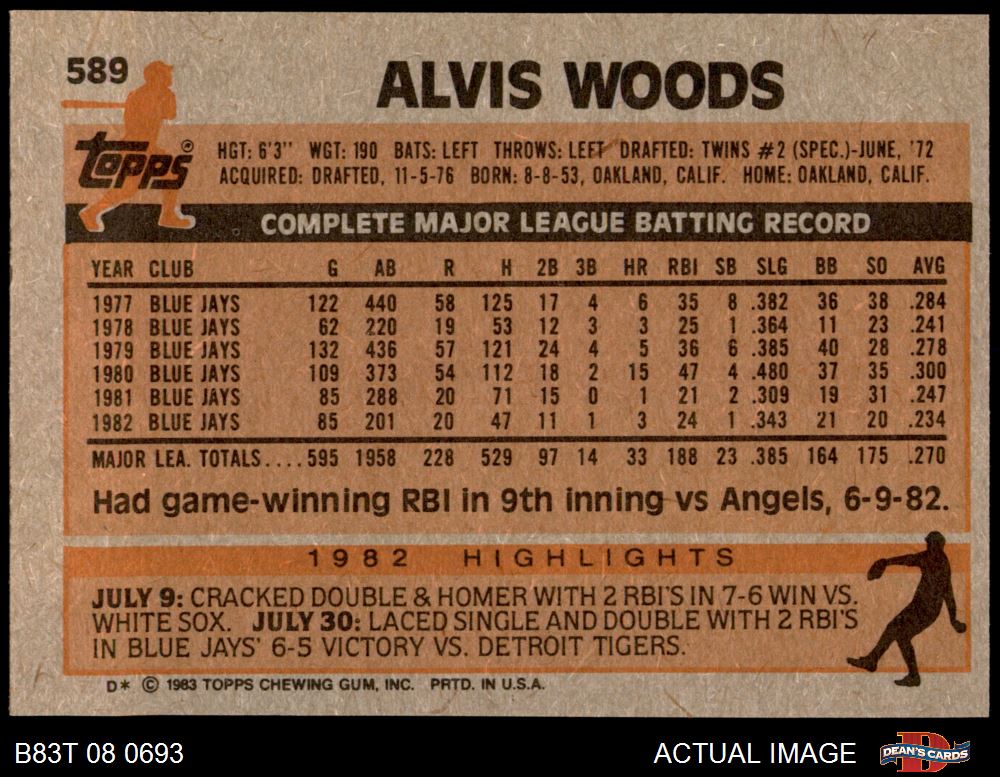 589
ALVIS WOODS
Topps®
HGT: 6'3" WGT: 190 BATS: LEFT THROWS: LEFT DRAFTED: TWINS #2 (SPEC.)-JUNE, '72
ACQUIRED: DRAFTED, 11-5-76 BORN: 8-8-53, OAKLAND, CALIF. HOME: OAKLAND, CALIF.
COMPLETE MAJOR LEAGUE BATTING RECORD
YEAR CLUB G AB R H 2B 3B HR RBI SB SLG BB SO AVG
1977 BLUE JAYS 122 440 58 125 17 4 6 35 8 .382 36 38 .284
1978 BLUE JAYS 62 220 19 53 12 3 3 25 1 .364 11 23 .241
1979 BLUE JAYS 132 436 57 121 24 4 5 36 6 .385 40 28 .278
1980 BLUE JAYS 109 373 54 112 18 2 15 47 4 .480 37 35 .300
1981 BLUE JAYS 85 288 20 71 15 0 1 21 2 .309 19 31 .247
1982 BLUE JAYS 85 201 20 47 11 1 3 24 1 .343 21 20 .234
MAJOR LEA. TOTALS....595 1958 228 529 97 14 33 188 23 .385 164 175 .270
Had game-winning RBI in 9th inning vs Angels, 6-9-82.
1982 HIGHLIGHTS
JULY 9: CRACKED DOUBLE & HOMER WITH 2 RBI'S IN 7-6 WIN VS.
WHITE SOX. JULY 30: LACED SINGLE AND DOUBLE WITH 2 RBI'S
IN BLUE JAYS' 6-5 VICTORY VS. DETROIT TIGERS.
D* © 1983 TOPPS CHEWING GUM, INC. PRTD. IN U.S.A.
B83T 08 0693
ACTUAL IMAGE
D
DEAN'S CARDS